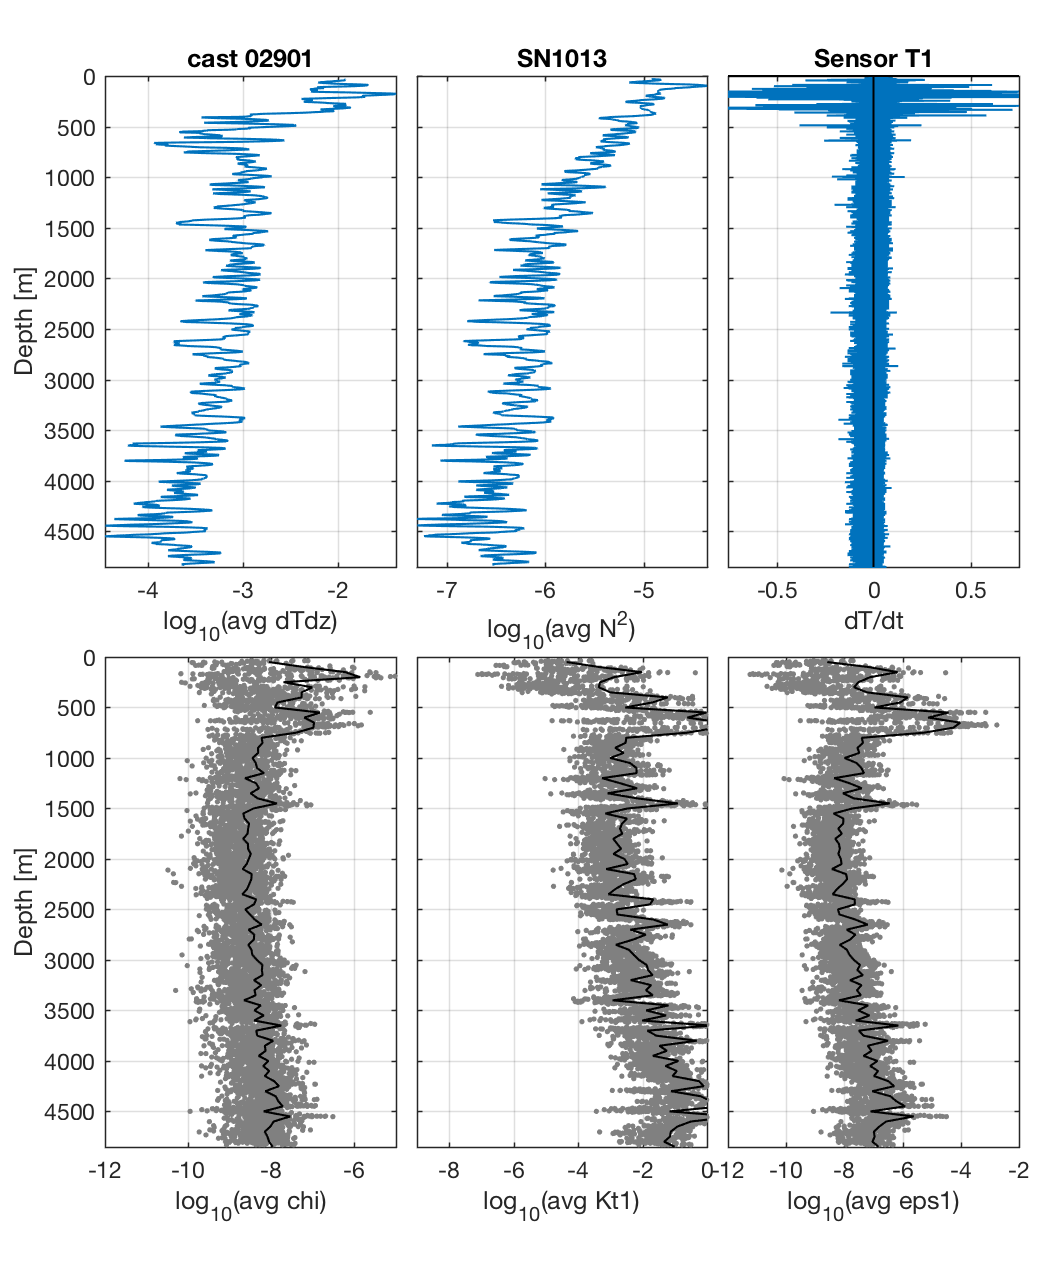 cast 02901 SN1013 Sensor T1
0
500
1000
1500
2000
2500
3000
3500
4000
4500
Depth [m]
-4 -3 -2 -7 -6 -5 -0.5 0 0.5
log10(avg dTdz) log10(avg N2) dT/dt
0
500
1000
1500
2000
2500
3000
3500
4000
4500
Depth [m]
-12 -10 -8 -6 -8 -6 -4 -2 0 -12 -10 -8 -6 -4 -2
log10(avg chi) log10(avg Kt1) log10(avg eps1)